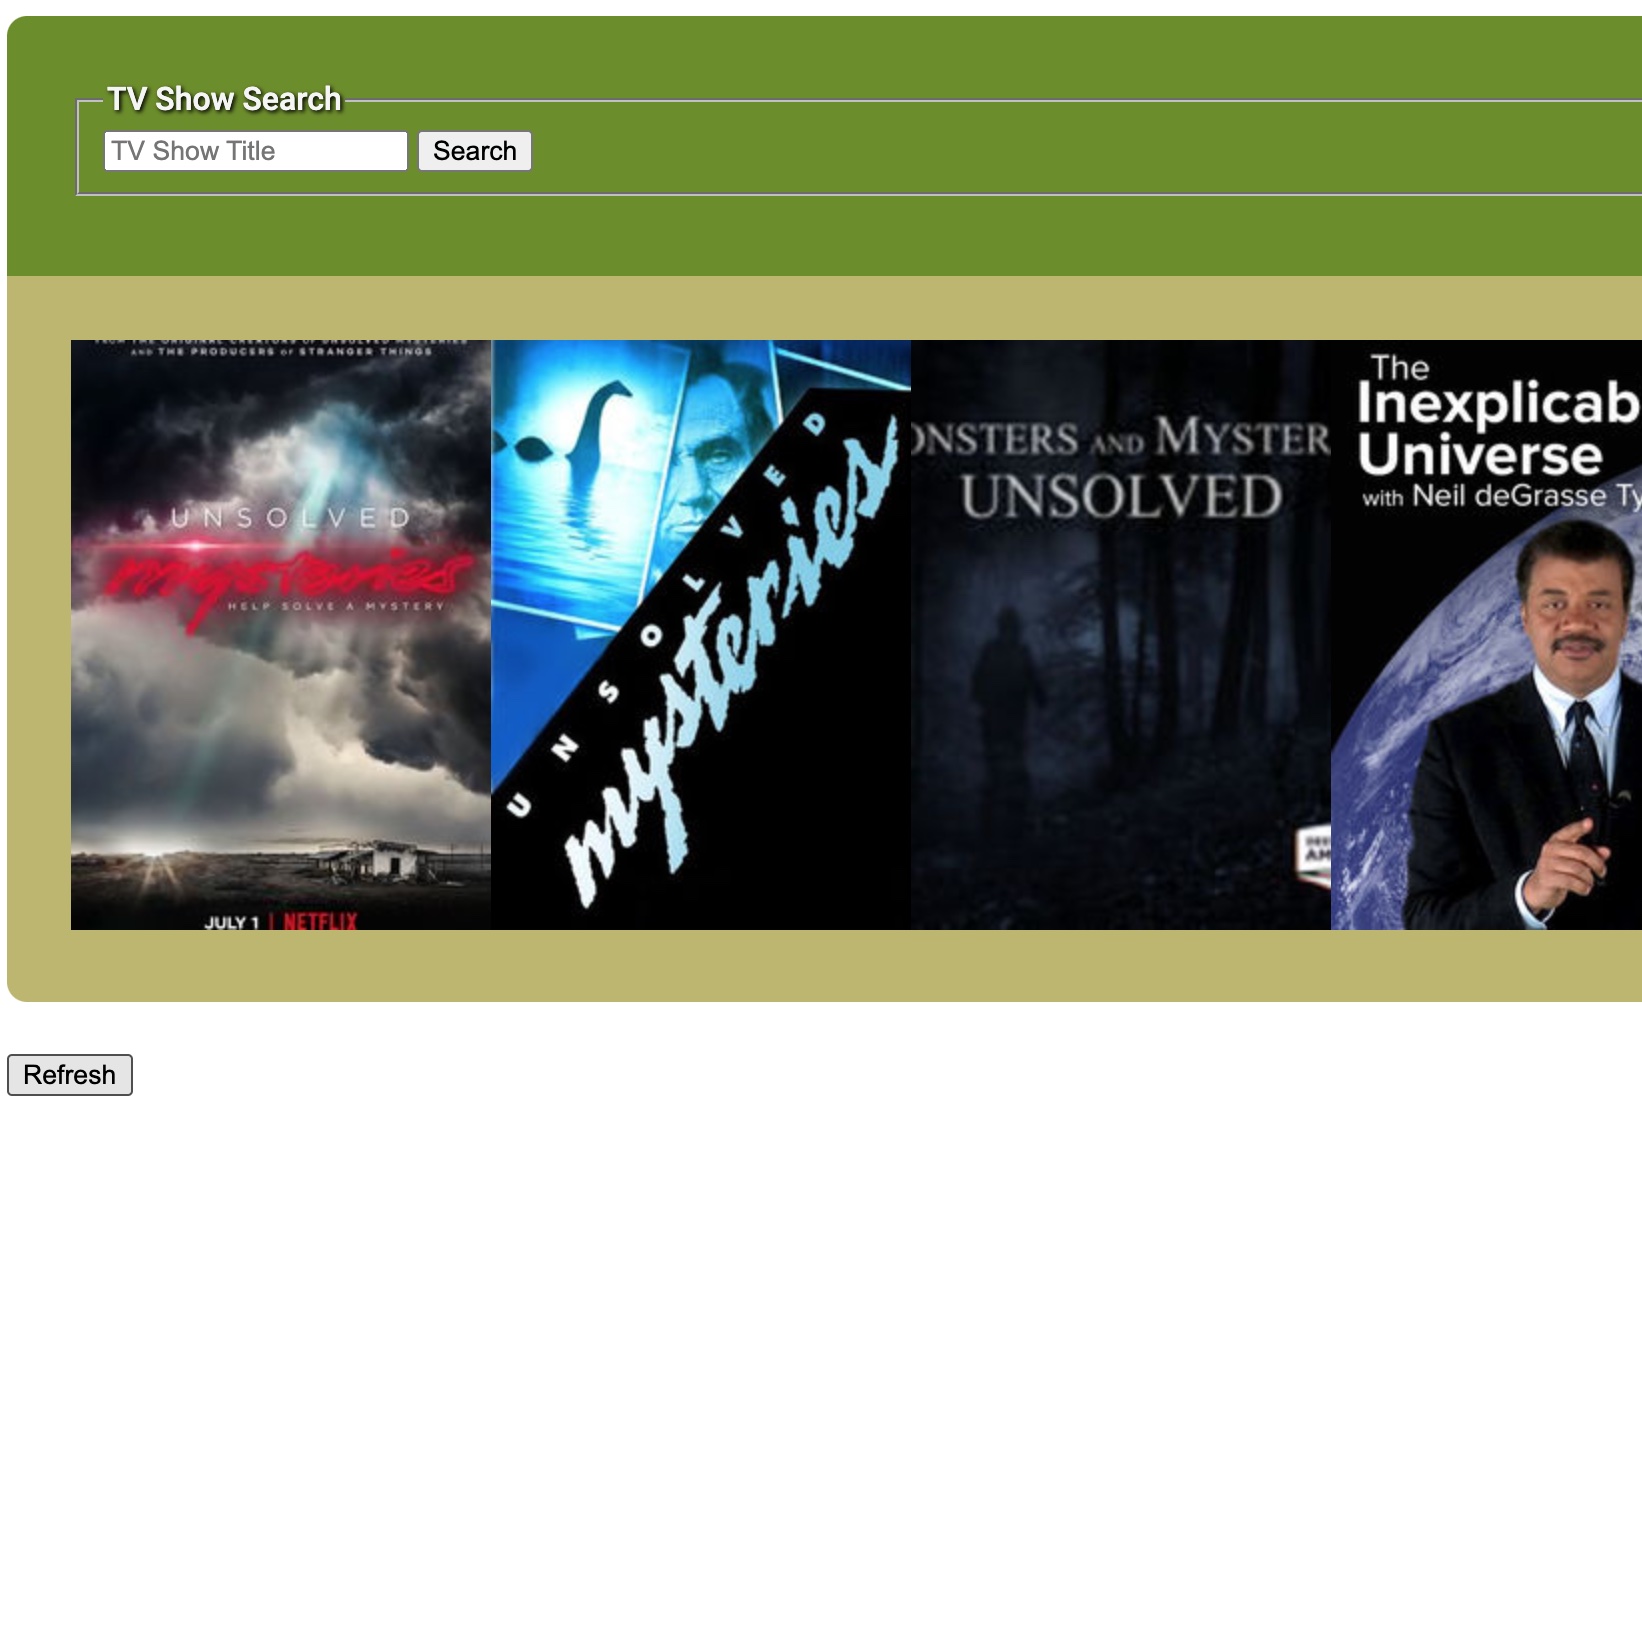 TV Show Search
TV Show Title
Search
FROM THE ORIGINAL CREATORS OF UNSOLVED MYSTERIES
AND THE PRODUCERS OF STRANGER THINGS
UNSOLVED
mysteries
HELP SOLVE A MYSTERY
JULY 1 | NETFLIX
UNSOLVED
mysteries
ONSTERS AND MYSTER
UNSOLVED
The
Inexplicab
Universe
with Neil deGrasse Ty
Refresh